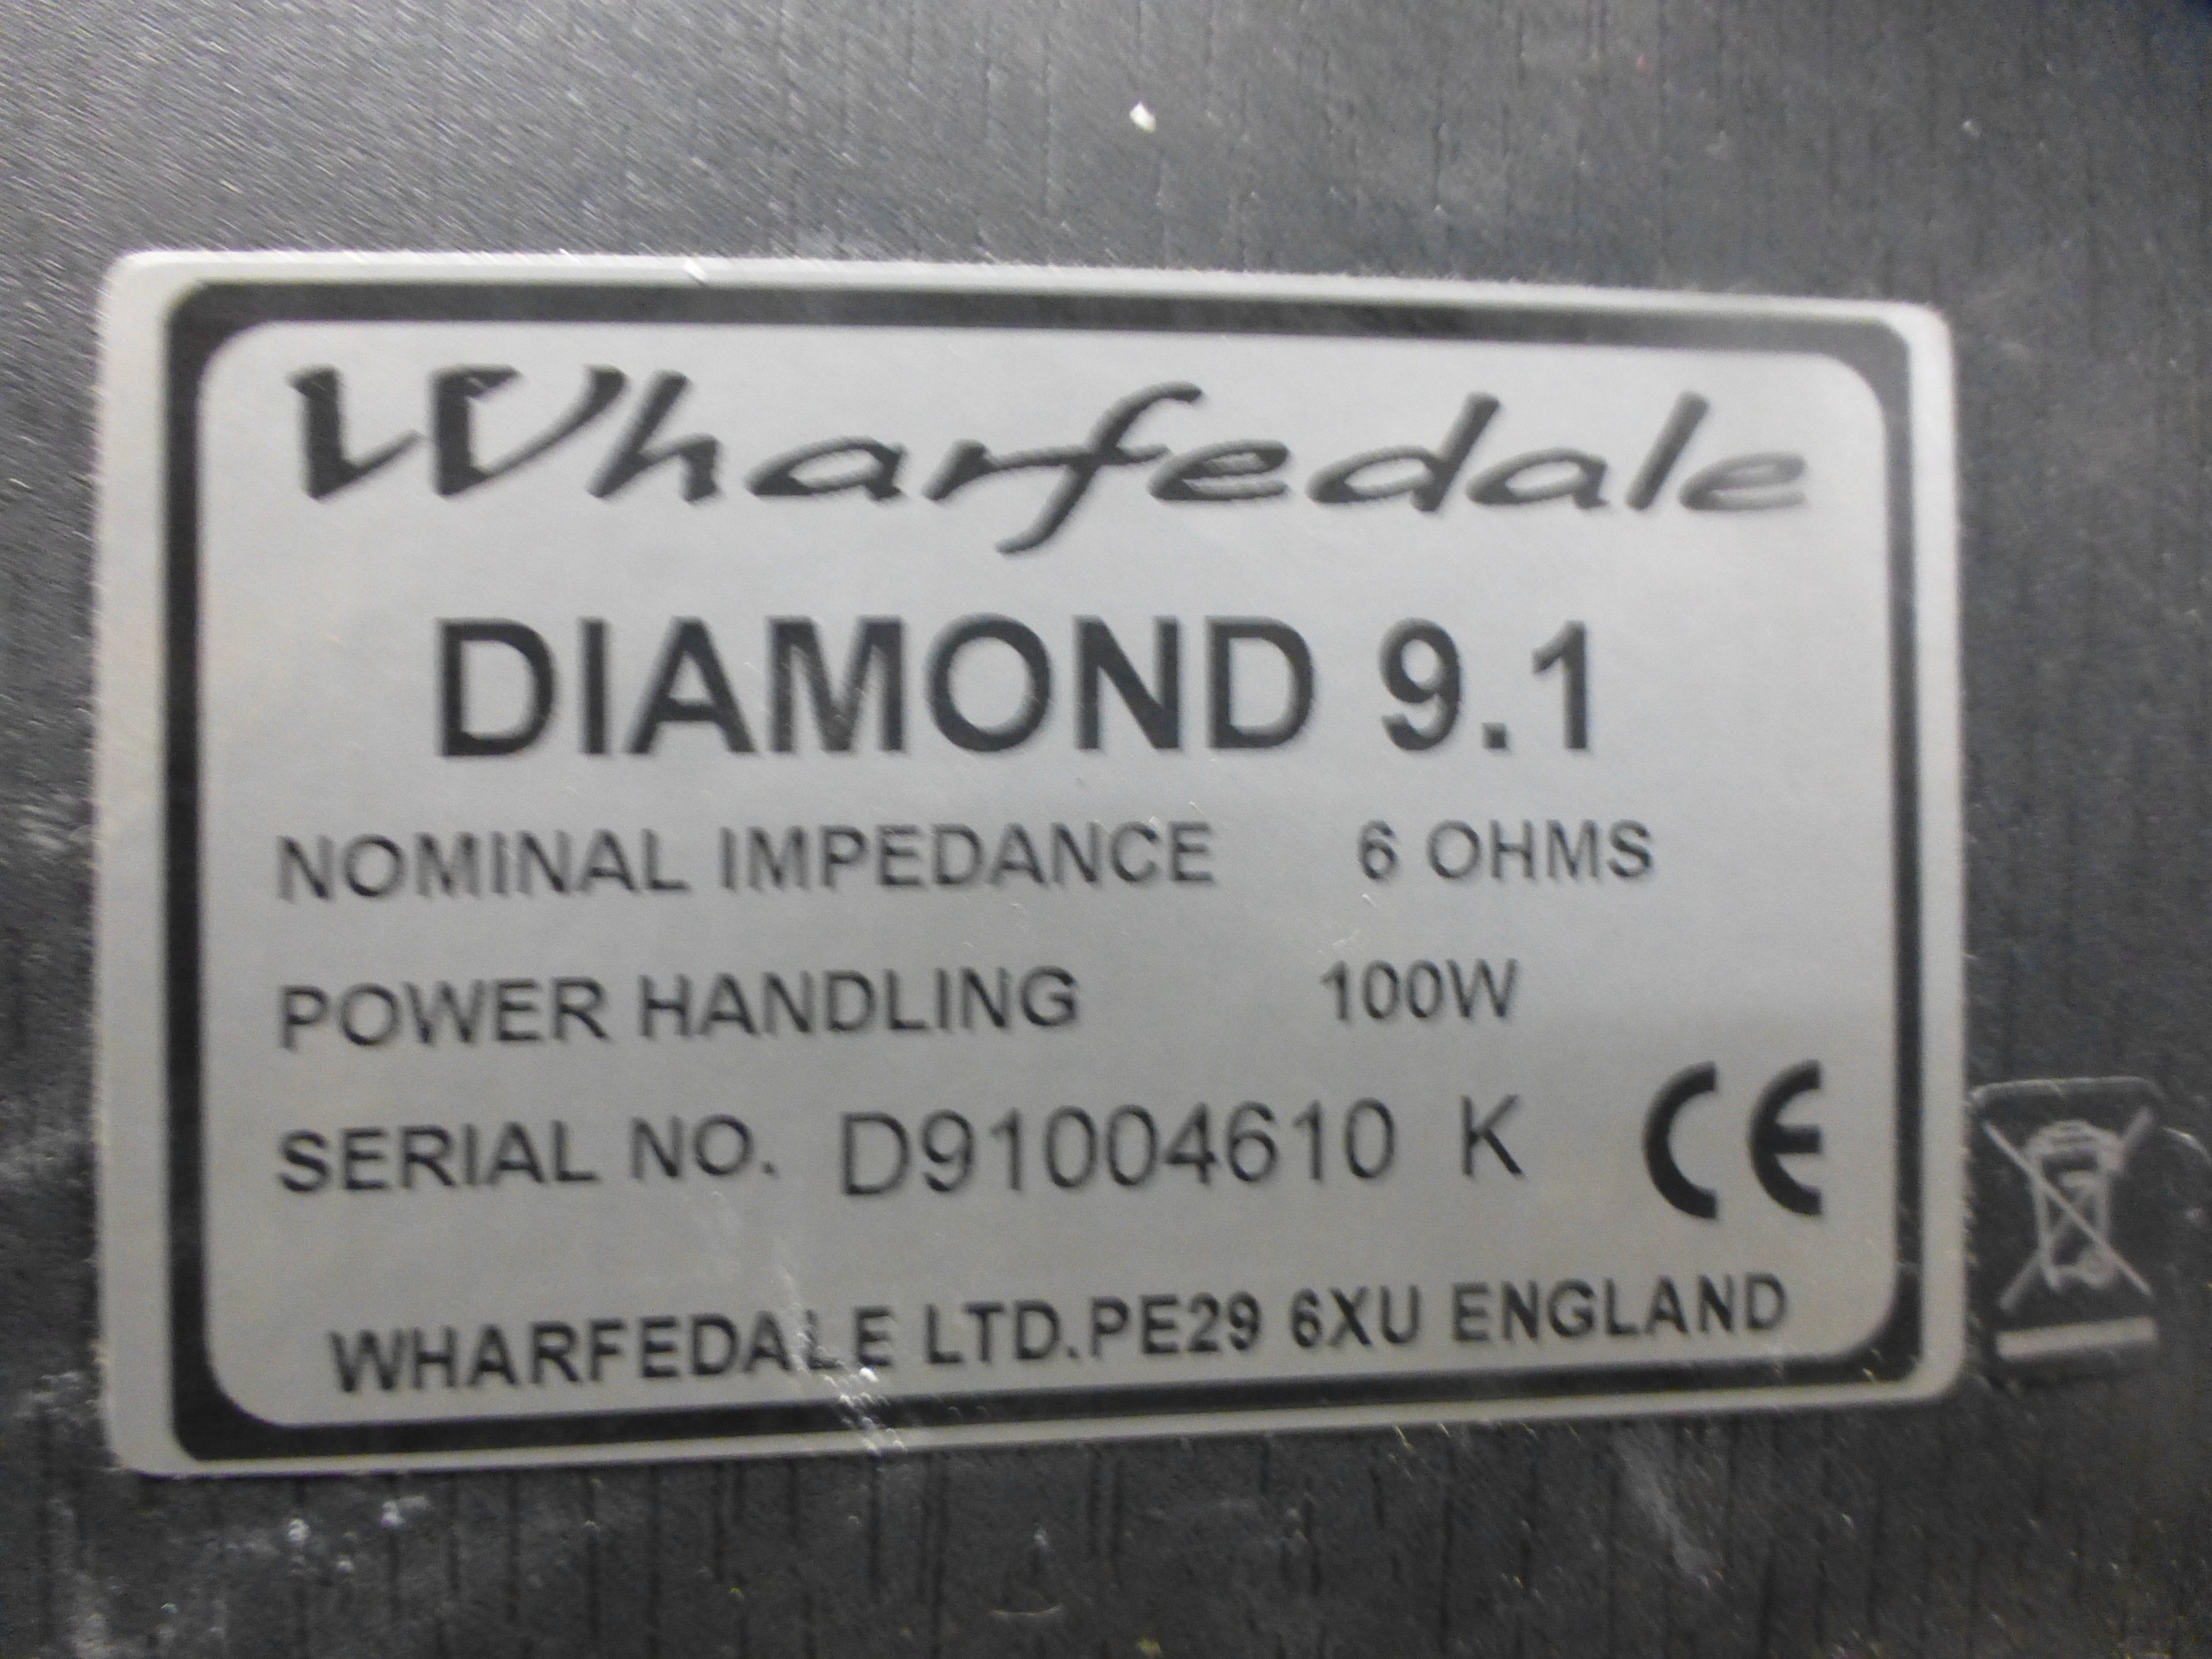 Wharfedale
DIAMOND 9.1
NOMINAL IMPEDANCE 6 OHMS
POWER HANDLING 100W
SERIAL NO. D91004610 K CE
WHARFEDALE LTD.PE29 6XU ENGLAND